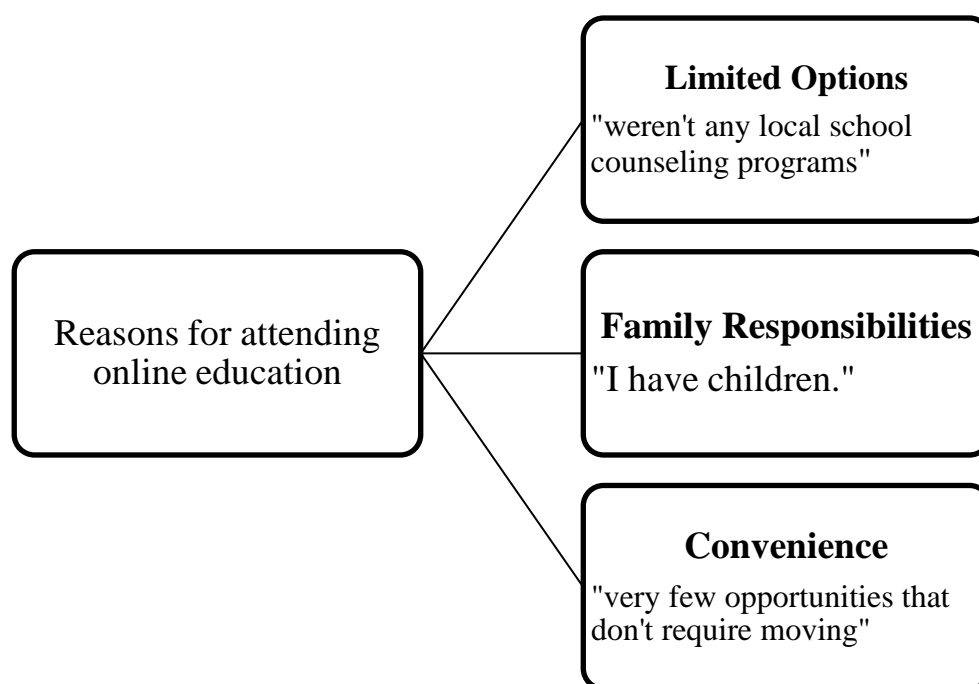 Reasons for attending
online education
Limited Options
"weren't any local school
counseling programs"
Family Responsibilities
"I have children."
Convenience
"very few opportunities that
don't require moving"